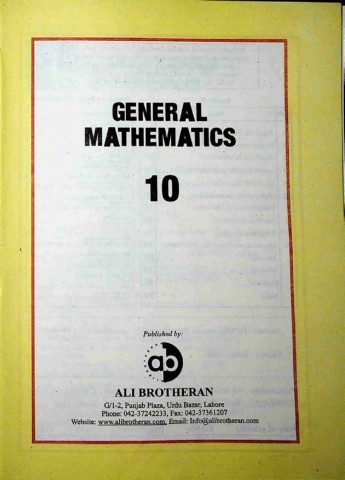 GENERAL
MATHEMATICS
10
Published by:
ab
ALI BROTHERAN
G/1-2, Punjab Plaza, Urdu Bazar, Lahore
Phone: 042-37242233, Fax: 042-37361207
Website: www.alibrotheran.com, Email: Info@alibrotheran.com